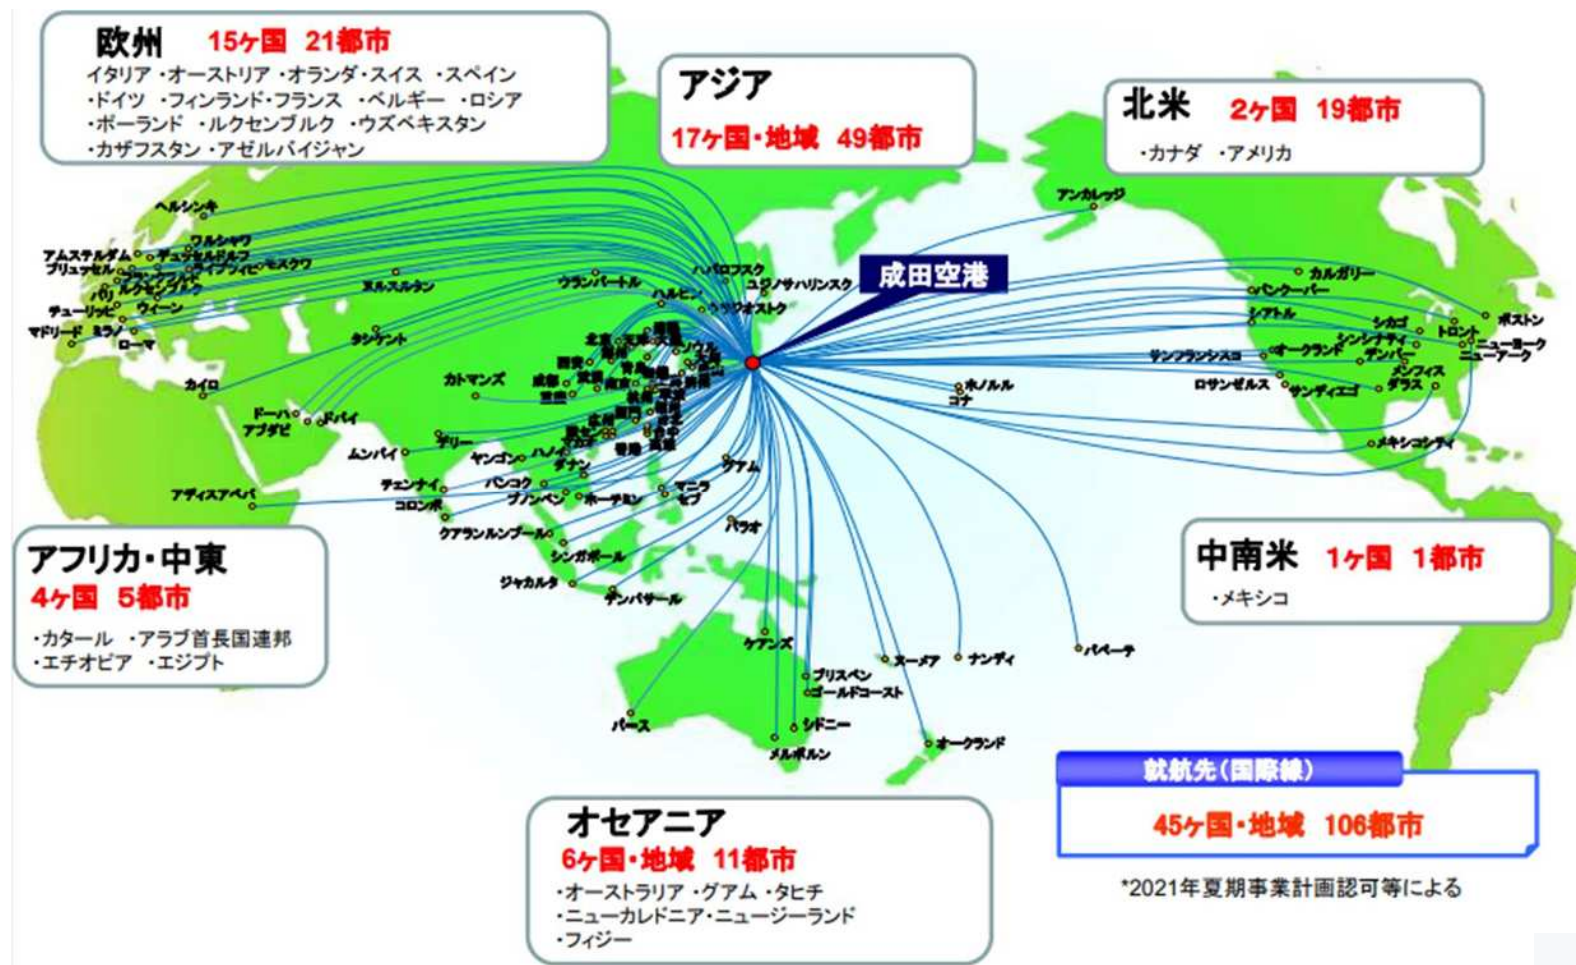 欧州 15ヶ国 21都市
イタリア ・オーストリア ・オランダ・スイス ・スペイン
・ドイツ ・フィンランド・フランス ・ベルギー ・ロシア
・ポーランド ・ルクセンブルク ・ウズベキスタン
・カザフスタン ・アゼルバイジャン
アジア
17ヶ国・地域 49都市
北米 2ヶ国 19都市
・カナダ ・アメリカ
アンカレッジ
ヘルシンキ
ワルシャワ
アムステルダム
デュッセルドルフ
ブリュッセル
モスクワ
ルクセンブルク
パリ
ウィーン
チューリッヒ
マドリード
ミラノ
ローマ
ヌルスルタン
タシケント
ウランバートル
ハバロフスク
ユジノサハリンスク
ハルビン
ウラジオストク
成田空港
カルガリー
バンクーバー
シアトル
シカゴ
トロント
ボストン
シンシナティ
ニューヨーク
ニューアーク
サンフランシスコ
オークランド
デンバー
メンフィス
ロサンゼルス
サンディエゴ
ダラス
メキシコシティ
ホノルル
コナ
北京
天津
大連
ソウル
西安
成都
南京
カトマンズ
カイロ
ドーハ
アブダビ
ドバイ
デリー
ムンバイ
ヤンゴン
ハノイ
ダナン
香港
高雄
グアム
チェンナイ
コロンボ
バンコク
プノンペン
ホーチミン
マニラ
セブ
パラオ
アディスアベバ
クアランルンプール
シンガポール
ジャカルタ
デンパサール
アフリカ・中東
4ヶ国 5都市
・カタール ・アラブ首長国連邦
・エチオピア ・エジプト
中南米 1ヶ国 1都市
・メキシコ
ケアンズ
ブリスベン
ゴールドコースト
シドニー
メルボルン
パース
ヌーメア
ナンディ
パペーテ
オークランド
オセアニア
6ヶ国・地域 11都市
・オーストラリア ・グアム ・タヒチ
・ニューカレドニア・ニュージーランド
・フィジー
就航先(国際線)
45ヶ国・地域 106都市
*2021年夏期事業計画認可等による